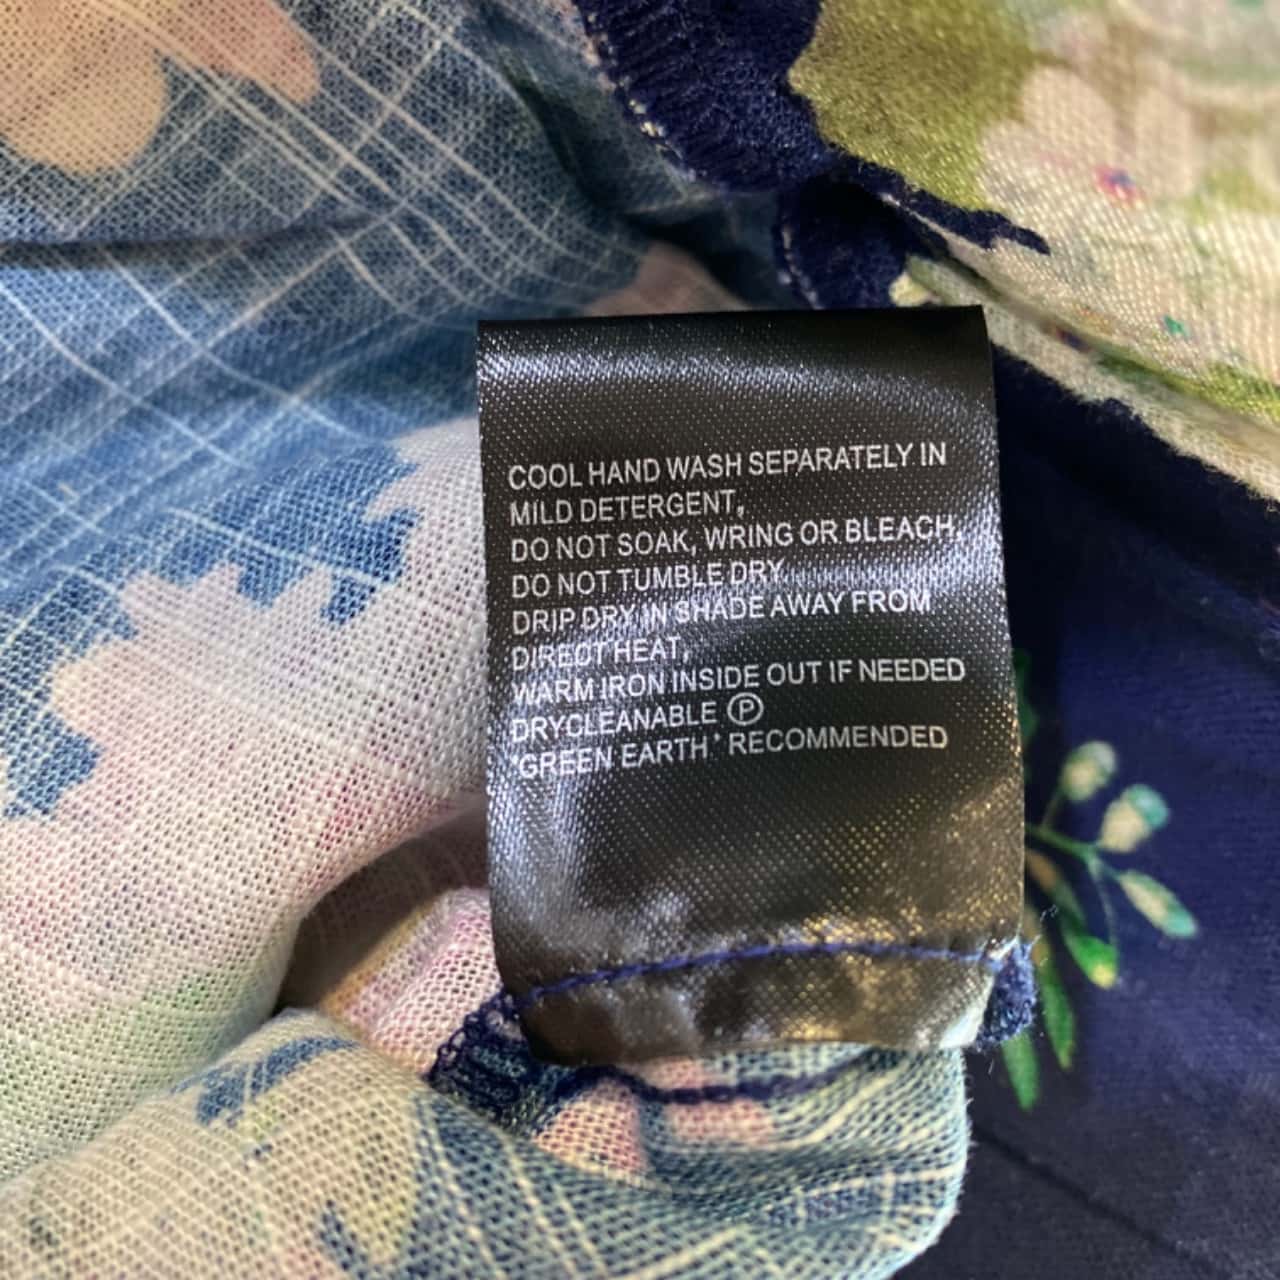 COOL HAND WASH SEPARATELY IN
MILD DETERGENT,
DO NOT SOAK, WRING OR BLEACH,
DO NOT TUMBLE DRY
DRIP DRY IN SHADE AWAY FROM
DIRECT HEAT,
WARM IRON INSIDE OUT IF NEEDED
DRYCLEANABLE Ⓟ
'GREEN EARTH' RECOMMENDED